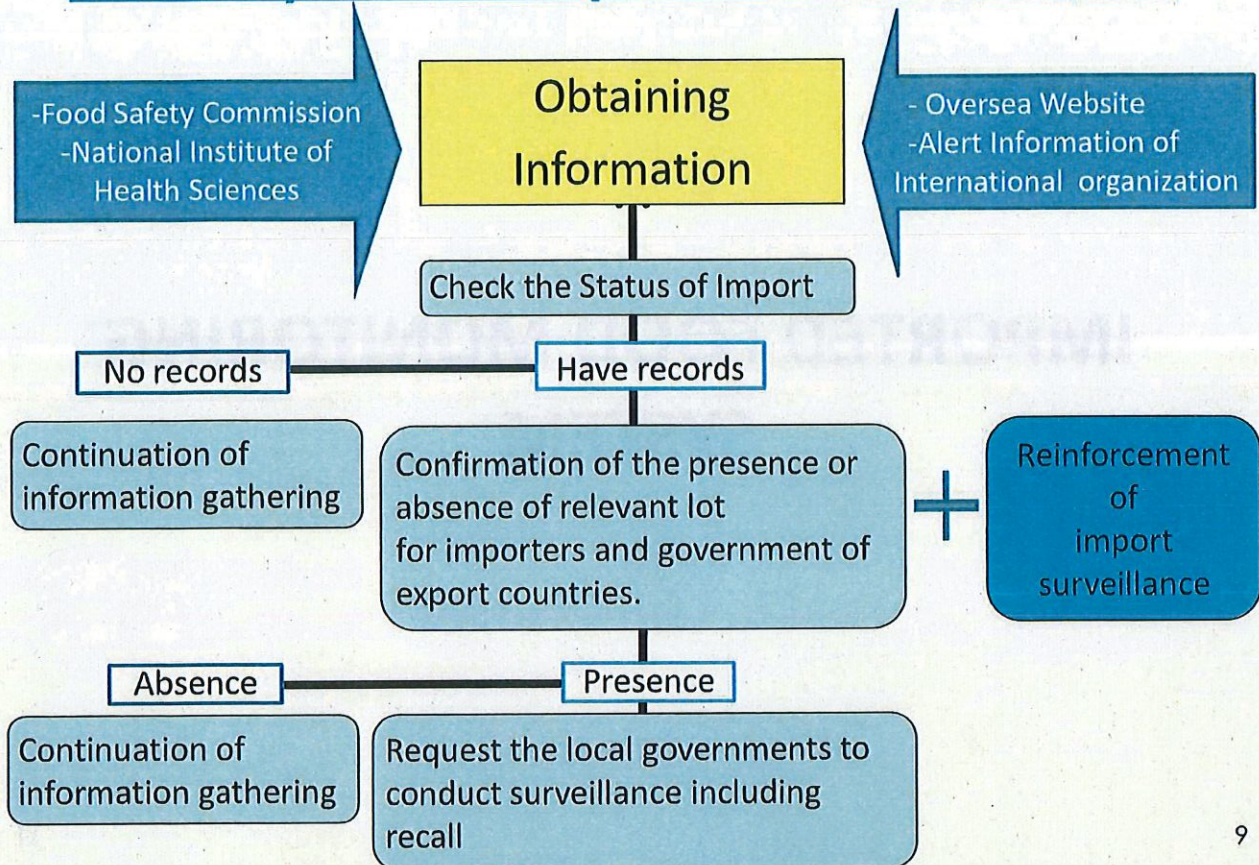 -Food Safety Commission
-National Institute of
Health Sciences
Obtaining
Information
- Oversea Website
-Alert Information of
International organization
Check the Status of Import
No records
Have records
Continuation of
information gathering
Confirmation of the presence or
absence of relevant lot
for importers and government of
export countries.
Reinforcement
of
import
surveillance
Absence
Presence
Continuation of
information gathering
Request the local governments to
conduct surveillance including
recall
9